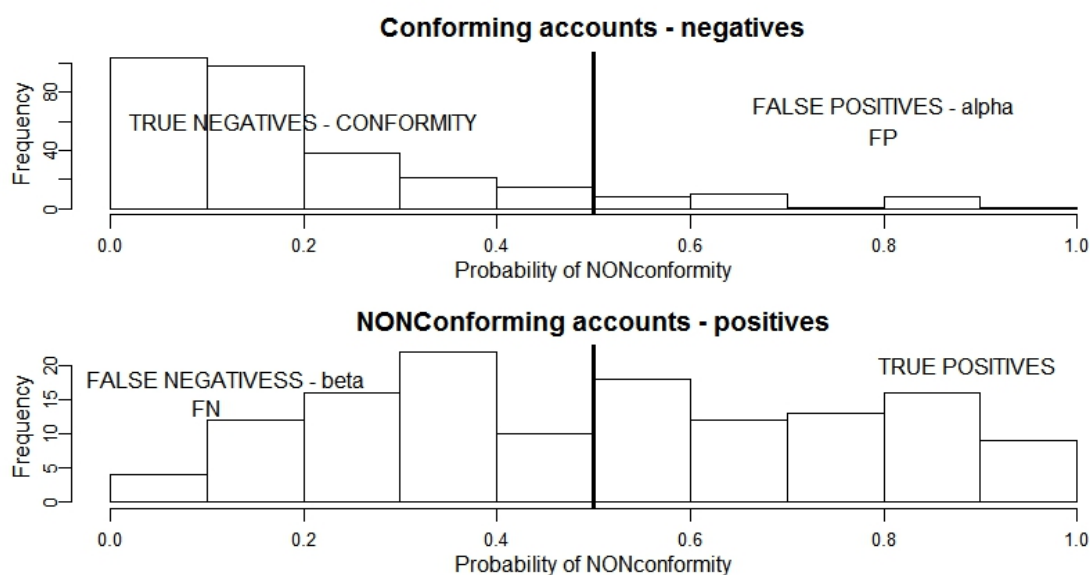 Conforming accounts - negatives
Frequency
0 40 80
TRUE NEGATIVES - CONFORMITY
FALSE POSITIVES - alpha
FP
0.0 0.2 0.4 0.6 0.8 1.0
Probability of NONconformity
NONConforming accounts - positives
Frequency
0 5 10 15 20
FALSE NEGATIVESS - beta
FN
TRUE POSITIVES
0.0 0.2 0.4 0.6 0.8 1.0
Probability of NONconformity